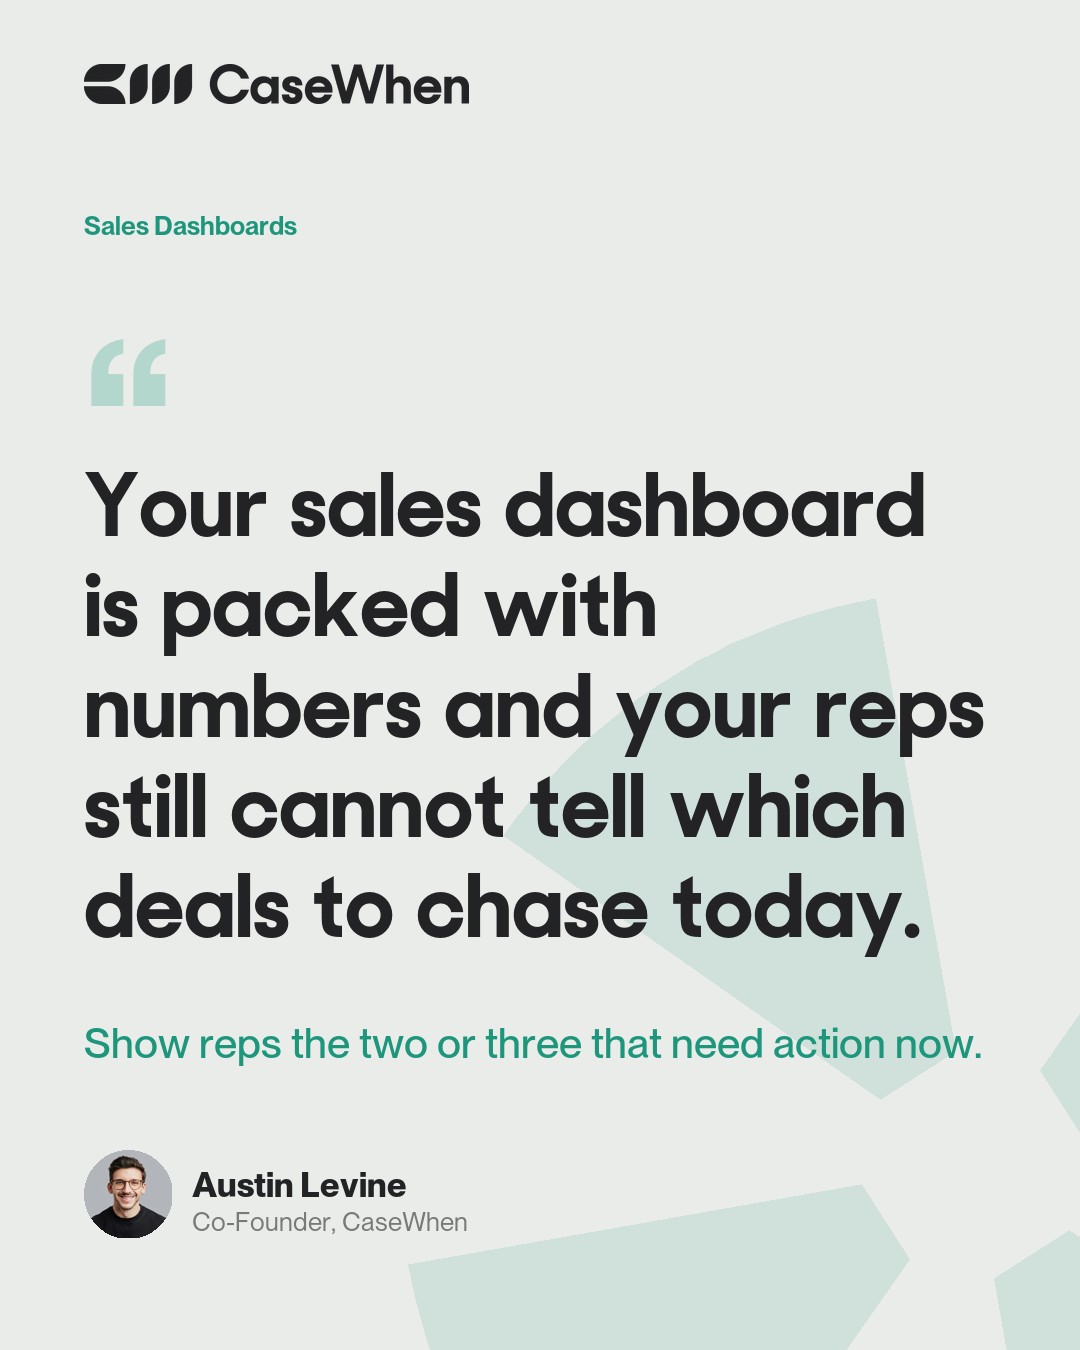 CaseWhen
Sales Dashboards
“
Your sales dashboard
is packed with
numbers and your reps
still cannot tell which
deals to chase today.
Show reps the two or three that need action now.
Austin Levine
Co-Founder, CaseWhen